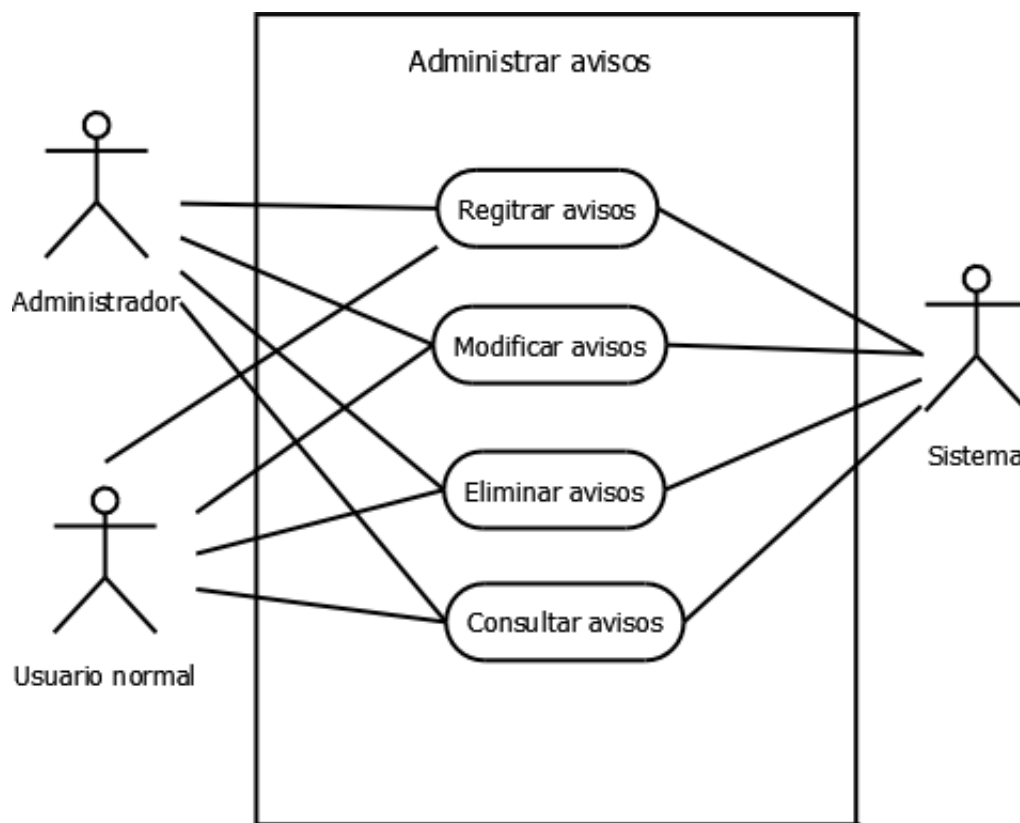 Administrar avisos
Regitrar avisos
Administrador
Modificar avisos
Sistema
Eliminar avisos
Consultar avisos
Usuario normal